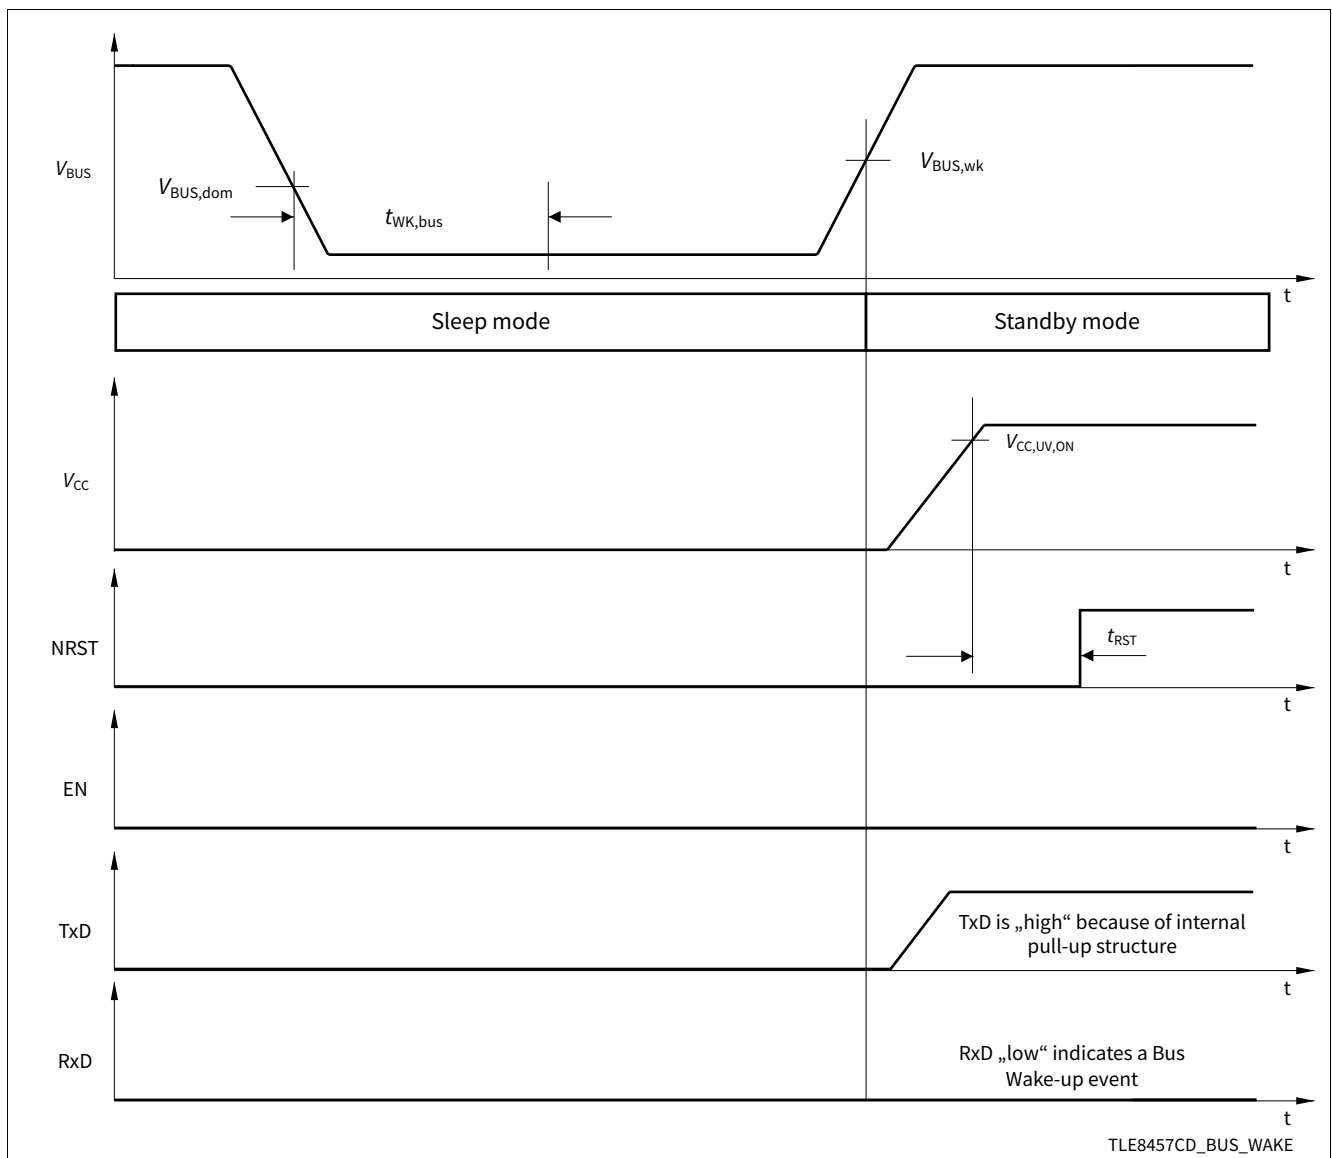 V_BUS
V_BUS,dom
t_WK,bus
V_BUS,wk
t
Sleep mode
Standby mode
V_CC
V_CC,UV,ON
t
NRST
t_RST
t
EN
t
TxD
TxD is „high“ because of internal
pull-up structure
t
RxD
RxD „low“ indicates a Bus
Wake-up event
t
TLE8457CD_BUS_WAKE